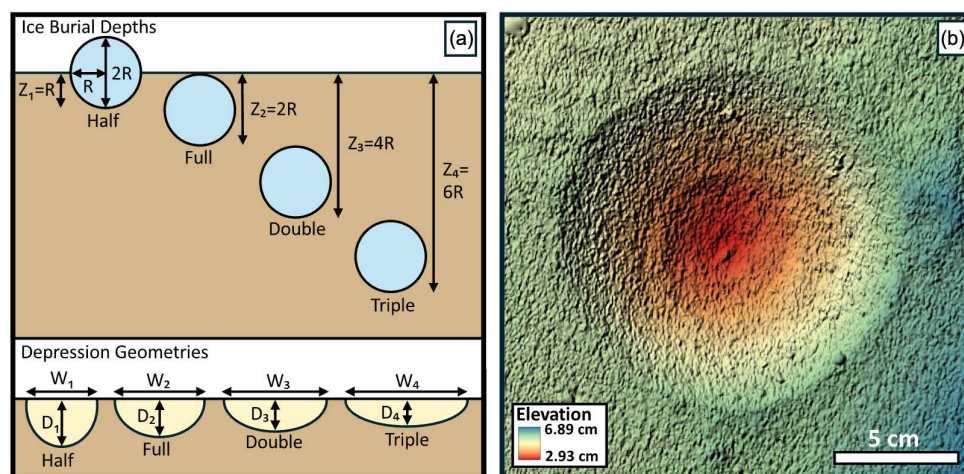 Ice Burial Depths
(a)
Z₁=R
R
2R
Half
Z₂=2R
Full
Z₃=4R
Double
Z₄=
6R
Triple
Depression Geometries
W₁
W₂
W₃
W₄
D₁
D₂
D₃
D₄
Half
Full
Double
Triple
(b)
Elevation
6.89 cm
2.93 cm
5 cm